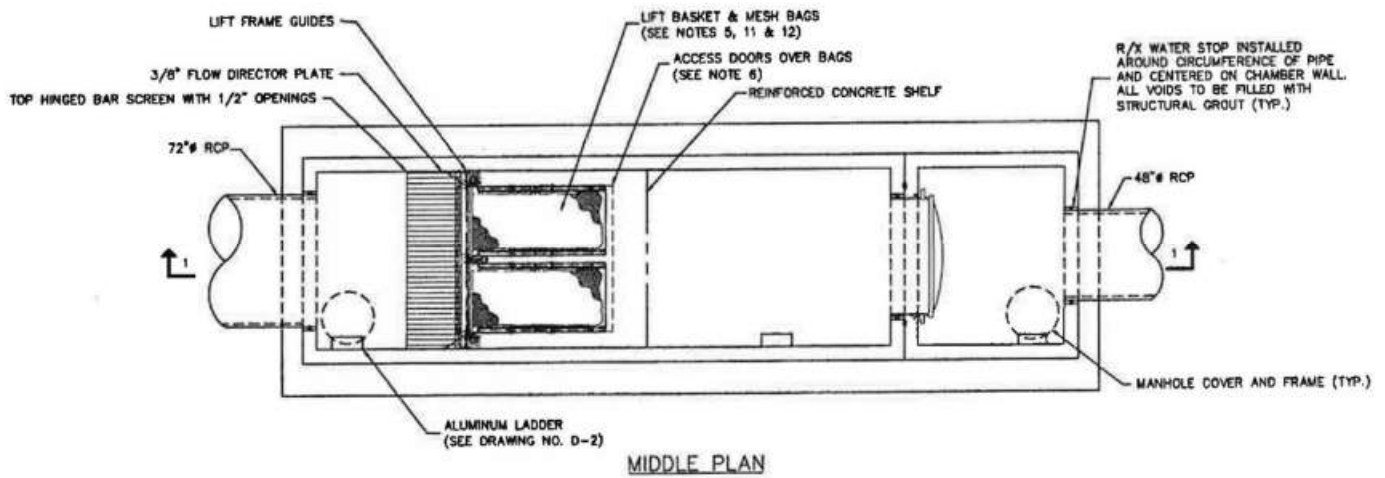 LIFT FRAME GUIDES
3/8" FLOW DIRECTOR PLATE
TOP HINGED BAR SCREEN WITH 1/2" OPENINGS
72"ø RCP
LIFT BASKET & MESH BAGS
(SEE NOTES 5, 11 & 12)
ACCESS DOORS OVER BAGS
(SEE NOTE 6)
REINFORCED CONCRETE SHELF
R/X WATER STOP INSTALLED
AROUND CIRCUMFERENCE OF PIPE
AND CENTERED ON CHAMBER WALL.
ALL VOIDS TO BE FILLED WITH
STRUCTURAL GROUT (TYP.)
48"ø RCP
1
1
MANHOLE COVER AND FRAME (TYP.)
ALUMINUM LADDER
(SEE DRAWING NO. D-2)
MIDDLE PLAN